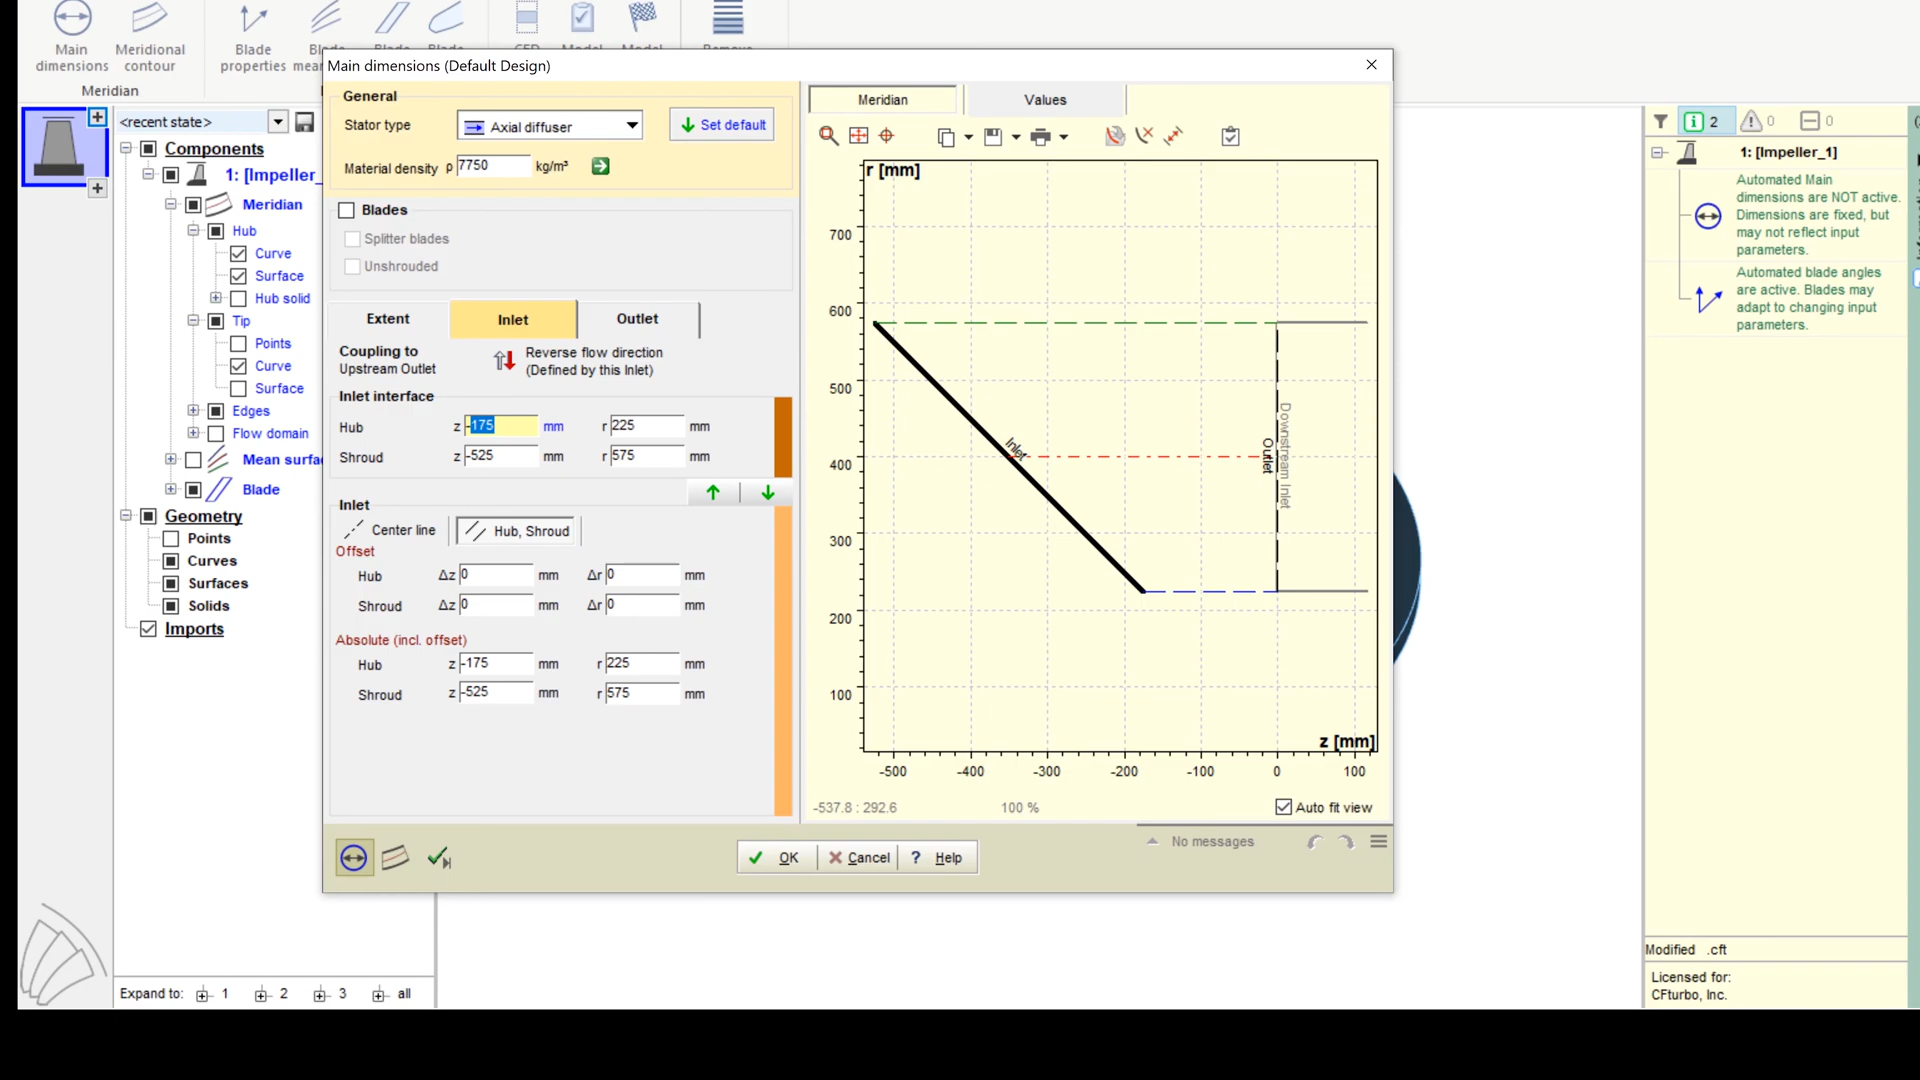 Main
dimensions
Meridional
contour
Meridian
Blade
properties
Main dimensions (Default Design)
<recent state>
Components
1: [Impeller_
Meridian
Hub
Curve
Surface
Hub solid
Tip
Points
Curve
Surface
Edges
Flow domain
Mean surfa
Blade
Geometry
Points
Curves
Surfaces
Solids
Imports
Expand to: 1 2 3 all
General
Stator type
Axial diffuser
Set default
Material density ρ 7750 kg/m³
Blades
Splitter blades
Unshrouded
Extent Inlet Outlet
Coupling to
Upstream Outlet
Reverse flow direction
(Defined by this Inlet)
Inlet interface
Hub z -175 mm r 225 mm
Shroud z -525 mm r 575 mm
Inlet
Center line Hub, Shroud
Offset
Hub Δz 0 mm Δr 0 mm
Shroud Δz 0 mm Δr 0 mm
Absolute (incl. offset)
Hub z -175 mm r 225 mm
Shroud z -525 mm r 575 mm
OK Cancel ? Help
Meridian Values
r [mm]
700
600
500
400
300
200
100
Inlet
Outlet
Downstream Inlet
z [mm]
-500 -400 -300 -200 -100 0 100
-537.8 : 292.6 100 % Auto fit view
No messages
2 0 0
1: [Impeller_1]
Automated Main
dimensions are NOT active.
Dimensions are fixed, but
may not reflect input
parameters.
Automated blade angles
are active. Blades may
adapt to changing input
parameters.
Modified .cft
Licensed for:
CFturbo, Inc.